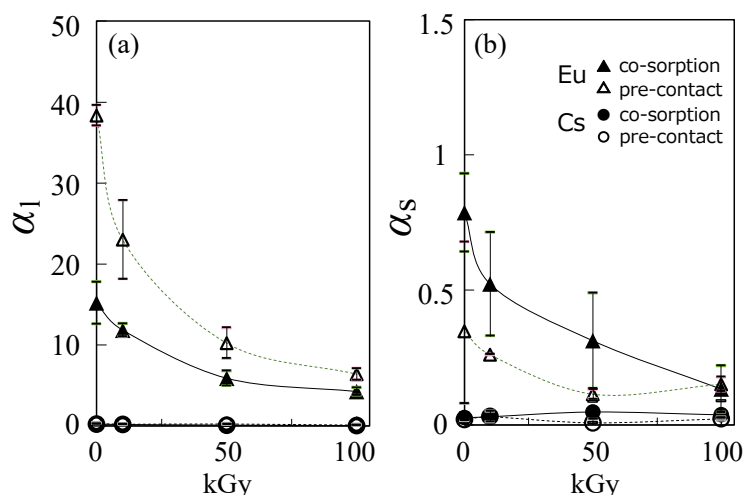 (a)
50
40
30
20
10
0
α1
0
50
100
kGy
(b)
1.5
1
0.5
0
αs
0
50
100
kGy
Eu ▲ co-sorption
△ pre-contact
Cs ● co-sorption
○ pre-contact